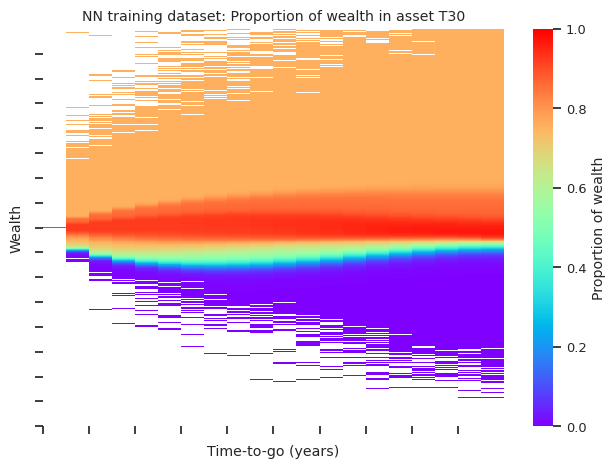 NN training dataset: Proportion of wealth in asset T30
Wealth
Time-to-go (years)
1.0
0.8
0.6
0.4
0.2
0.0
Proportion of wealth